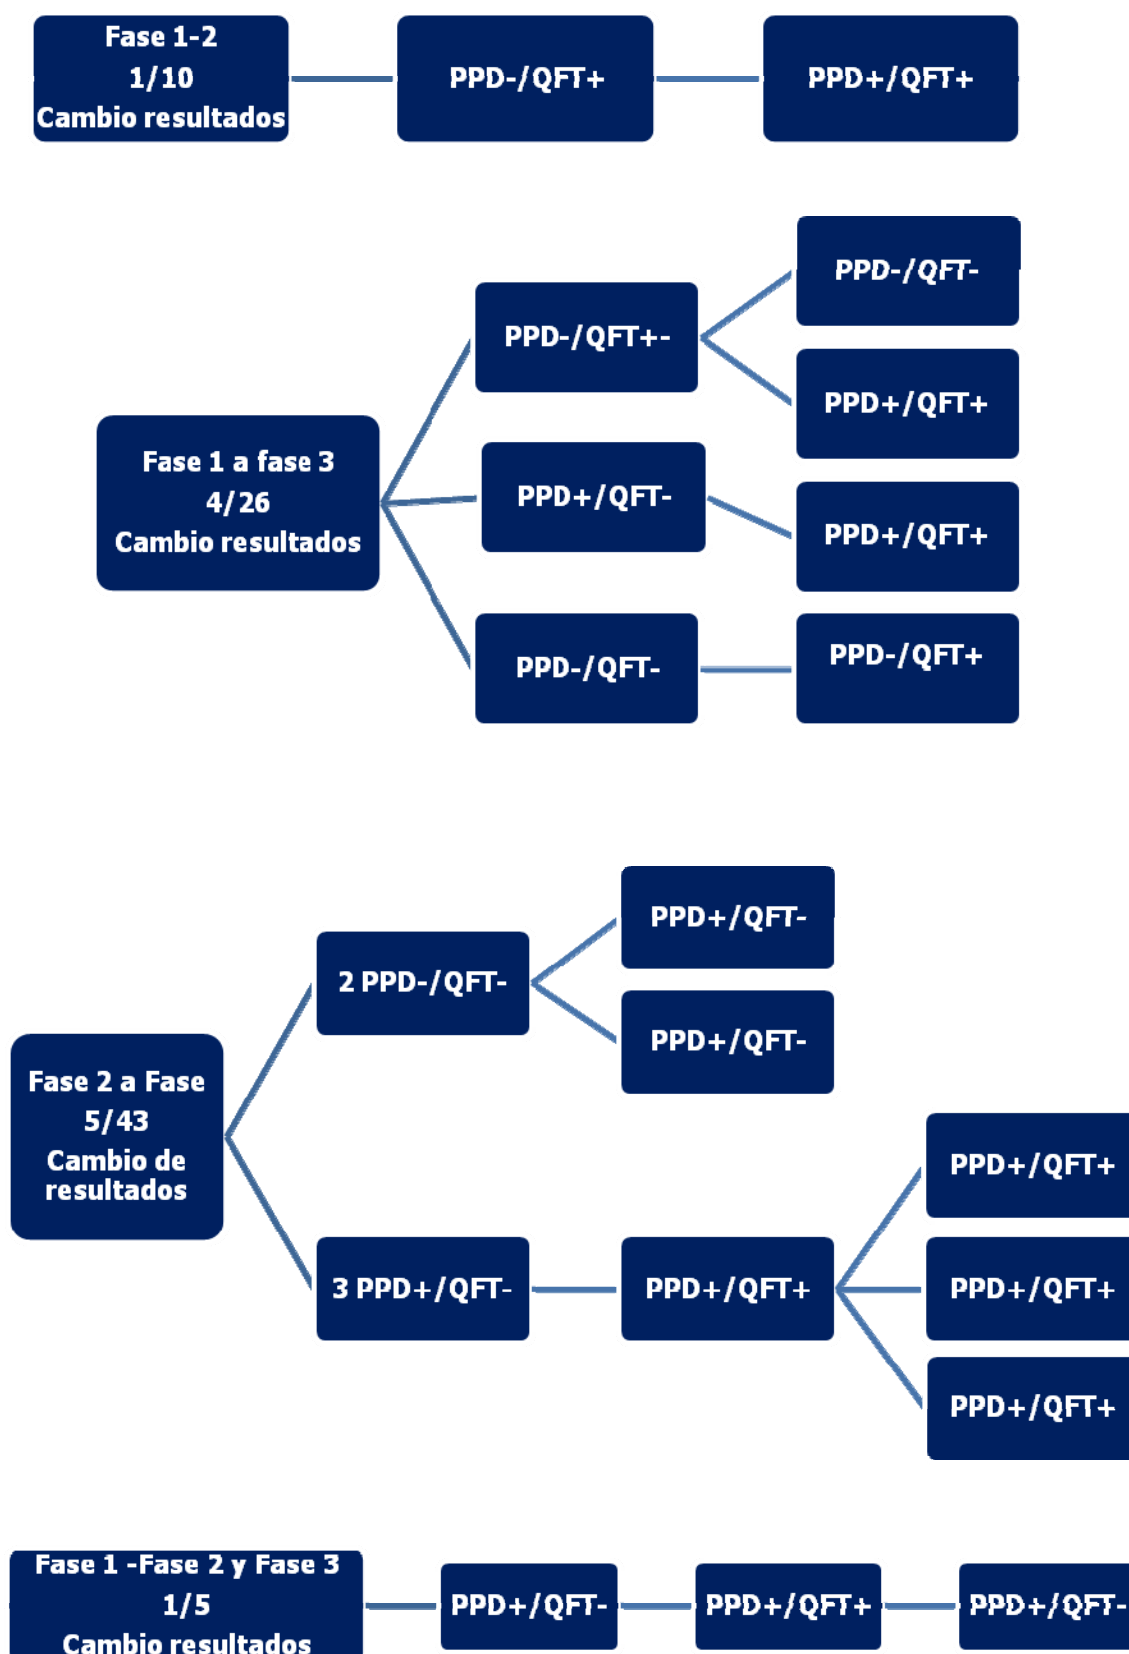 Fase 1-2
1/10
Cambio resultados
PPD-/QFT+
PPD+/QFT+
Fase 1 a fase 3
4/26
Cambio resultados
PPD-/QFT+-
PPD-/QFT-
PPD+/QFT+
PPD+/QFT-
PPD+/QFT+
PPD-/QFT-
PPD-/QFT+
Fase 2 a Fase
5/43
Cambio de
resultados
2 PPD-/QFT-
PPD+/QFT-
PPD+/QFT-
3 PPD+/QFT-
PPD+/QFT+
PPD+/QFT+
PPD+/QFT+
PPD+/QFT+
Fase 1 -Fase 2 y Fase 3
1/5
Cambio resultados
PPD+/QFT-
PPD+/QFT+
PPD+/QFT-